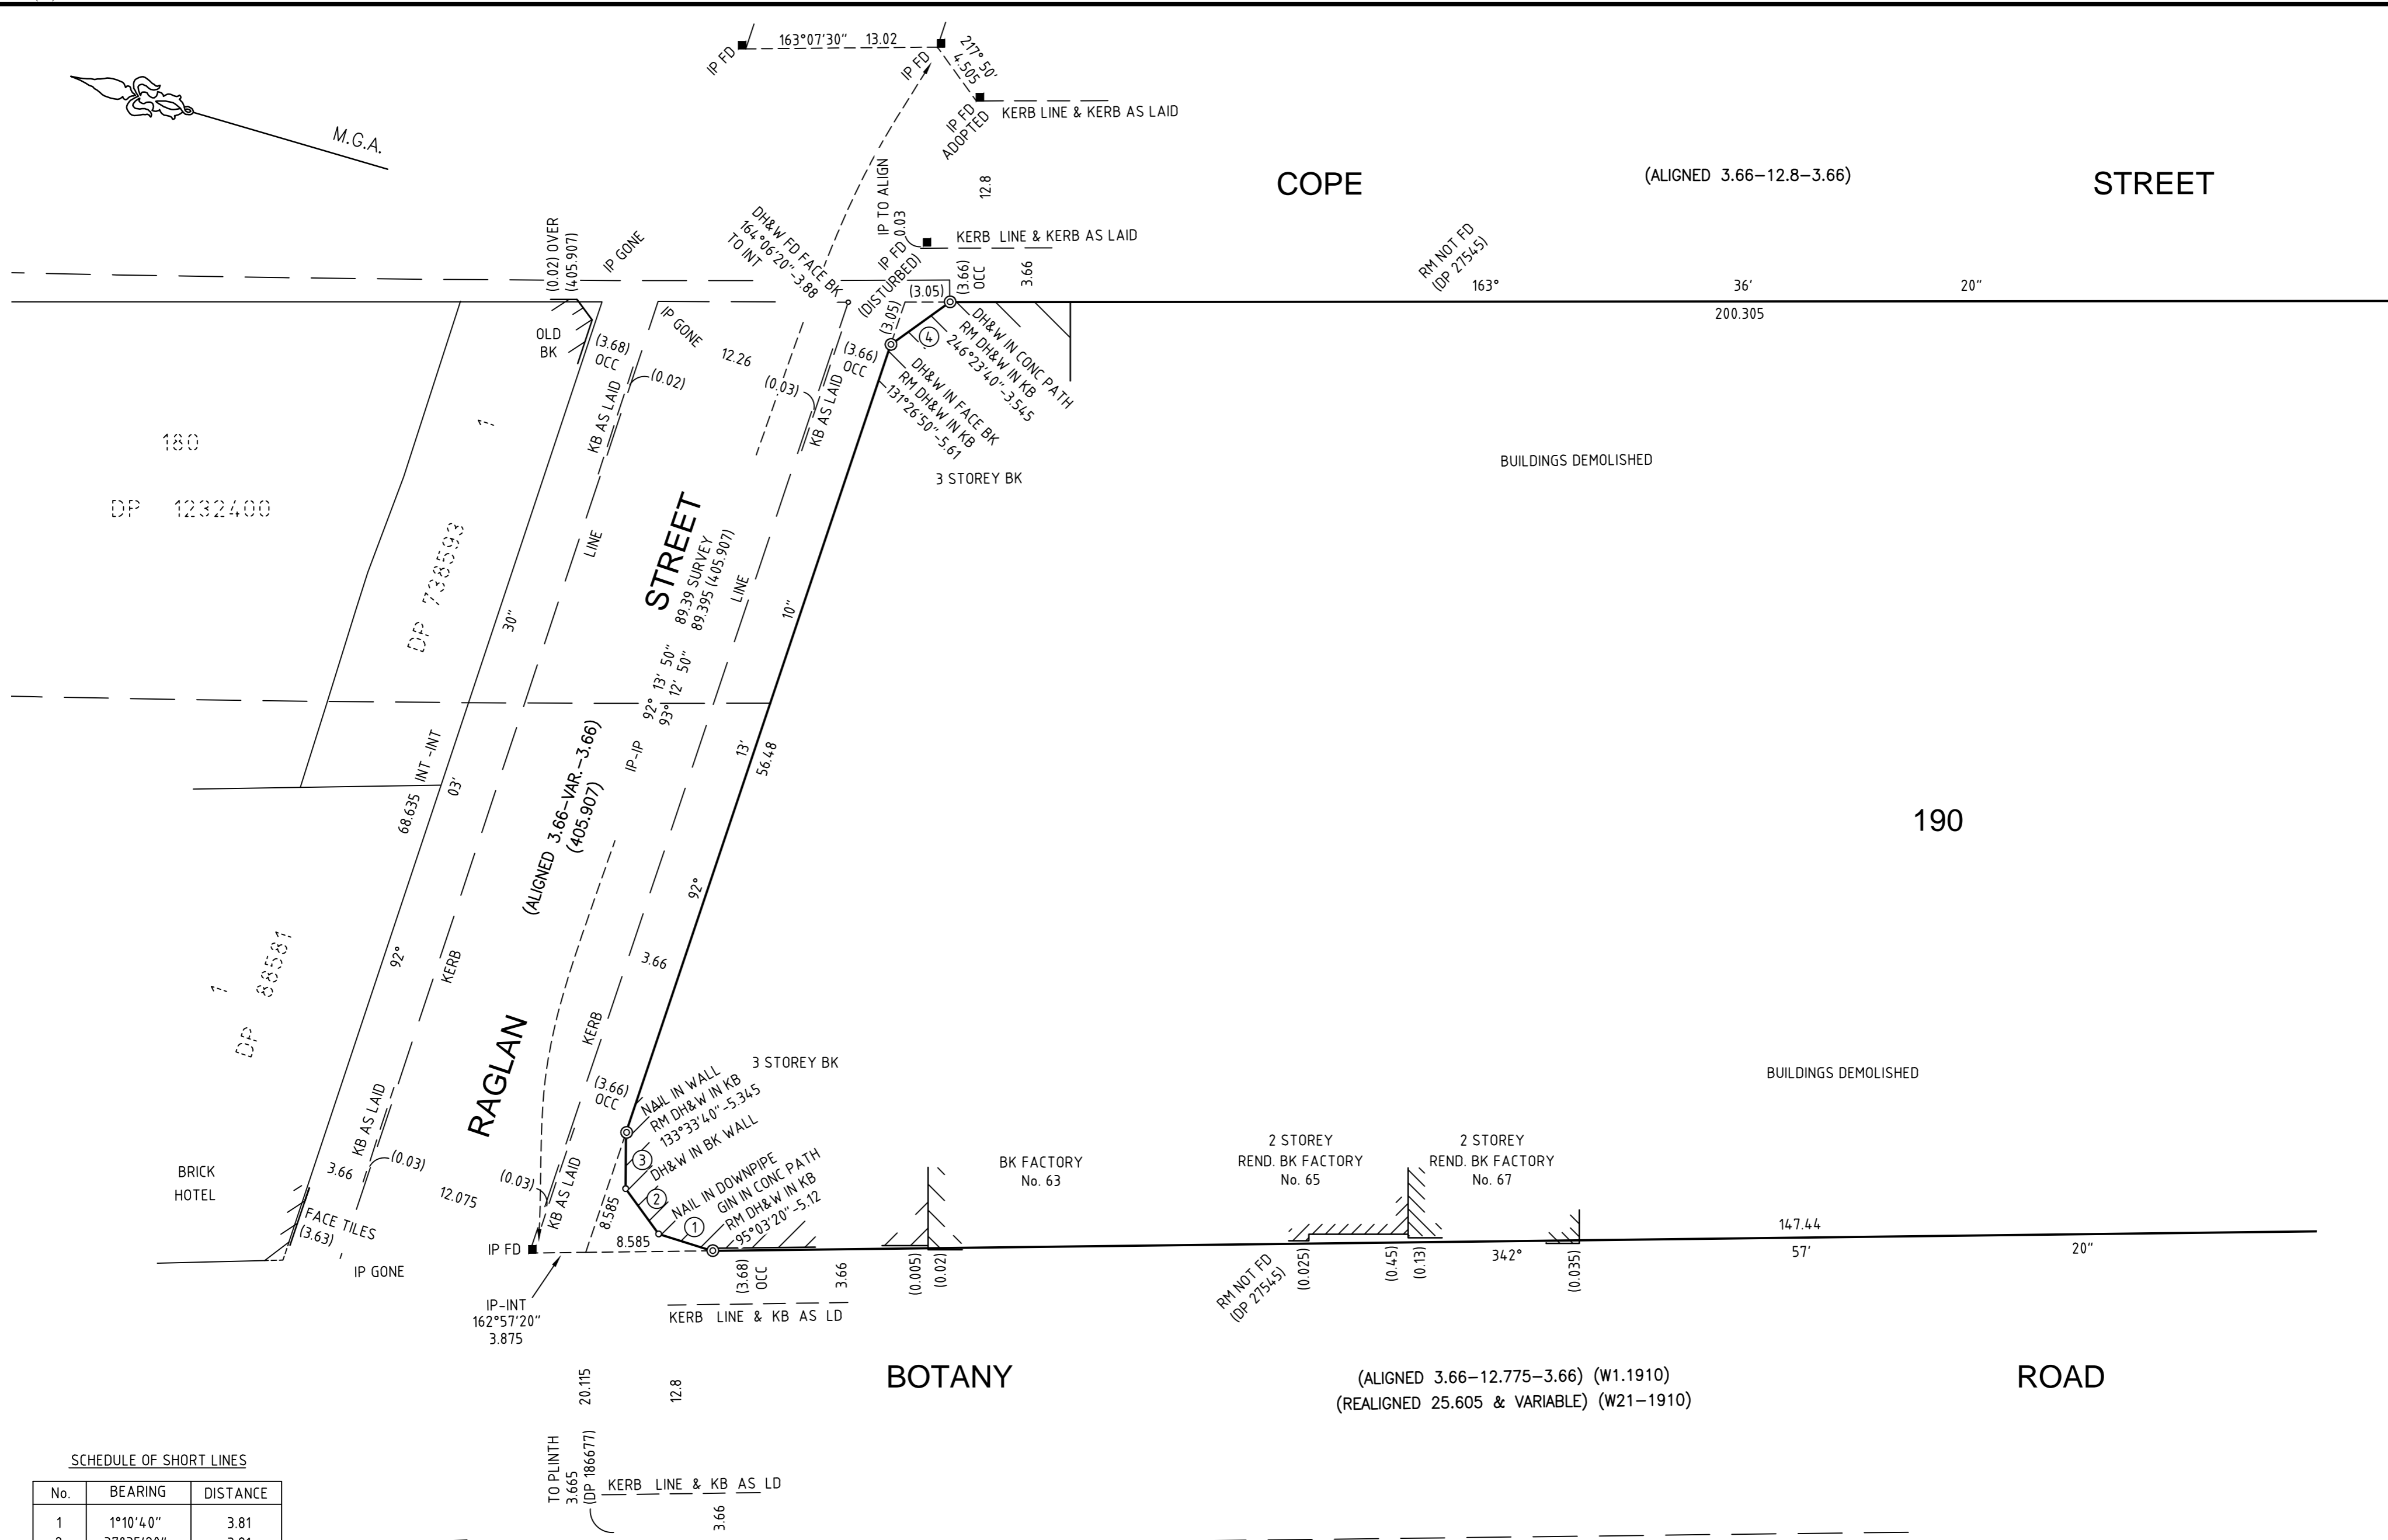 163°07'30" 13.02
IP FD
IP FD
217° 50'
4.505
IP FD
ADOPTED
KERB LINE & KERB AS LAID
M.G.A.
COPE
(ALIGNED 3.66-12.8-3.66)
STREET
12.8
IP TO ALIGN
0.03
IP FD
(DISTURBED)
KERB LINE & KERB AS LAID
(3.66)
OCC
3.66
(0.02) OVER
(405.907)
IP GONE
DH&W FD FACE BK
164°06'20"-3.88
TO INT
RM NOT FD
(DP 27545)
163°
36'
20"
200.305
(3.05)
(3.05)
OLD
BK
(3.68)
OCC
IP GONE
12.26
(0.02)
(0.03)
(3.66)
OCC
4
DH&W IN CONC PATH
RM DH&W IN KB
246°23'40"-3.545
DH&W IN FACE BK
RM DH&W IN KB
131°26'50"-5.61
KB AS LAID
KB AS LAID
180
DP 1232400
1
DP 738593
3 STOREY BK
BUILDINGS DEMOLISHED
LINE
STREET
89.39 SURVEY
89.395 (405.907)
LINE
30"
10"
92° 13' 50"
93° 12' 50"
IP-IP
(ALIGNED 3.66-VAR.-3.66)
(405.907)
13'
56.48
68.635 INT-INT
03'
190
92°
92°
1
DP 88581
KERB
3.66
RAGLAN
KERB
3 STOREY BK
BUILDINGS DEMOLISHED
(3.66)
OCC
NAIL IN WALL
RM DH&W IN KB
133°33'40"-5.345
3
DH&W IN BK WALL
2
NAIL IN DOWNPIPE
GIN IN CONC PATH
RM DH&W IN KB
95°03'20"-5.12
1
BRICK
HOTEL
KB AS LAID
3.66
(0.03)
12.075
(0.03)
KB AS LAID
8.585
8.585
FACE TILES
(3.63)
IP GONE
IP FD
BK FACTORY
No. 63
2 STOREY
REND. BK FACTORY
No. 65
2 STOREY
REND. BK FACTORY
No. 67
147.44
342°
57'
20"
(3.68)
OCC
3.66
(0.005)
(0.02)
RM NOT FD
(DP 27545)
(0.025)
(0.45)
(0.13)
(0.035)
IP-INT
162°57'20"
3.875
KERB LINE & KB AS LD
20.115
12.8
BOTANY
(ALIGNED 3.66-12.775-3.66) (W1.1910)
(REALIGNED 25.605 & VARIABLE) (W21-1910)
ROAD
TO PLINTH
3.665
(DP 186677)
KERB LINE & KB AS LD
3.66
SCHEDULE OF SHORT LINES
No. BEARING DISTANCE
1 1°10'40" 3.81